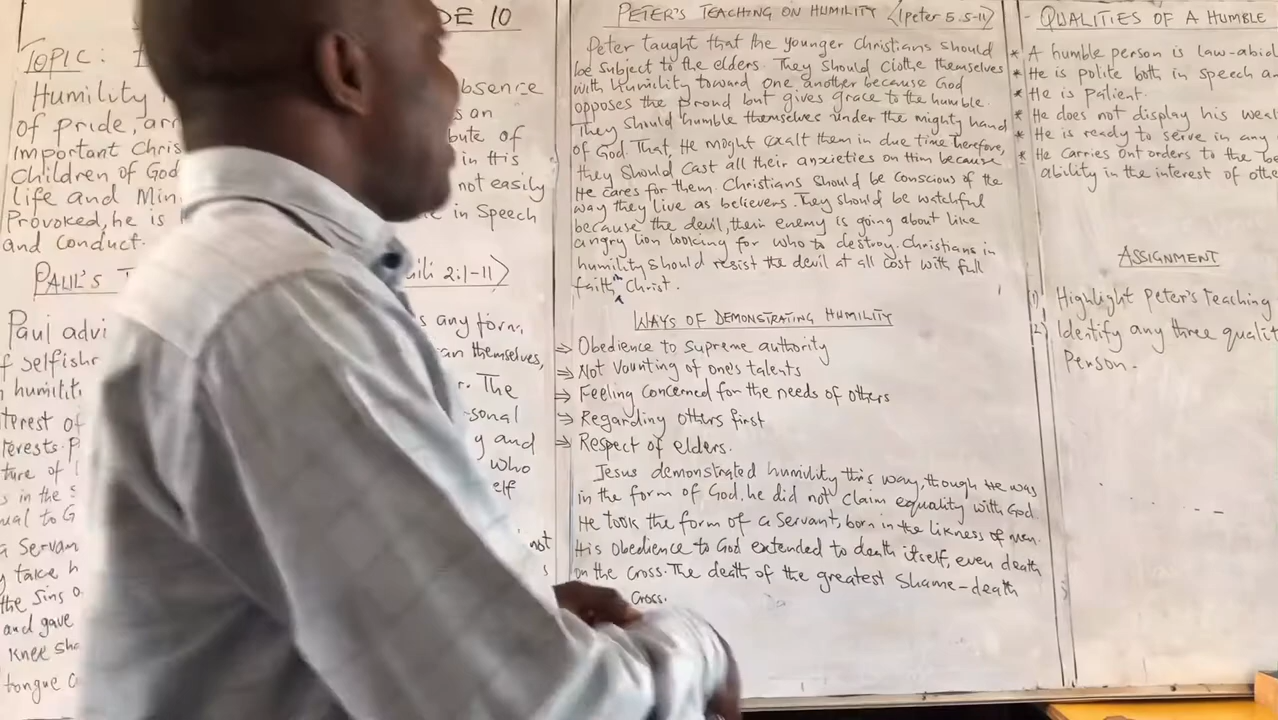 DE 10
TOPIC:
Humility
bsence
of pride, arr
s an
Important Chris
bute of
children of God
in His
life and Min
not easily
Provoked, he is
in Speech
and conduct.
PAUL'S T
ili 2:1-11)
Paul advi
s any form,
f selfishr
an themselves,
humiliti
r. The
terest of
sonal
terests. P
y and
ture of
who
s in the s
elf
ual to G
a Servan
not
y take h
s
the Sins o
and gave
Knee sha
tongue c
PETER'S TEACHING ON HUMILITY (1 Peter 5.5-11)
Peter taught that the younger Christians should
be subject to the elders. They should clothe themselves
with humility toward one another because God
opposes the proud but gives grace to the humble.
They should humble themselves under the mighty hand
of God. That, He moght exalt them in due time. Therefore,
they should cast all their anxieties on Him because
He cares for them. Christians should be conscious of the
way they live as believers. They should be watchful
because the devil, their enemy is going about like
angry lion looking for who to destroy. Christians in
humility should resist the devil at all cost with full
faith in Christ.
WAYS OF DEMONSTRATING HUMILITY
⇒ Obedience to supreme authority
⇒ Not Vounting of one's talents
⇒ Feeling concerned for the needs of others
⇒ Regarding others first
⇒ Respect of elders.
Jesus demonstrated humility this way, though He was
in the form of God, he did not claim equality with God.
He took the form of a Servant, born in the likness of men.
His obedience to God extended to death itself, even death
on the Cross. The death of the greatest Shame-death
Cross.
- QUALITIES OF A HUMBLE
* A humble person is law-abid
* He is polite both in speech a
* He is patient.
* He does not display his weal
* He is ready to serve in any
* He carries out orders to the be
ability in the interest of othe
ASSIGNMENT
1) Highlight Peter's Teaching
2) Identify any three qualit
Person.